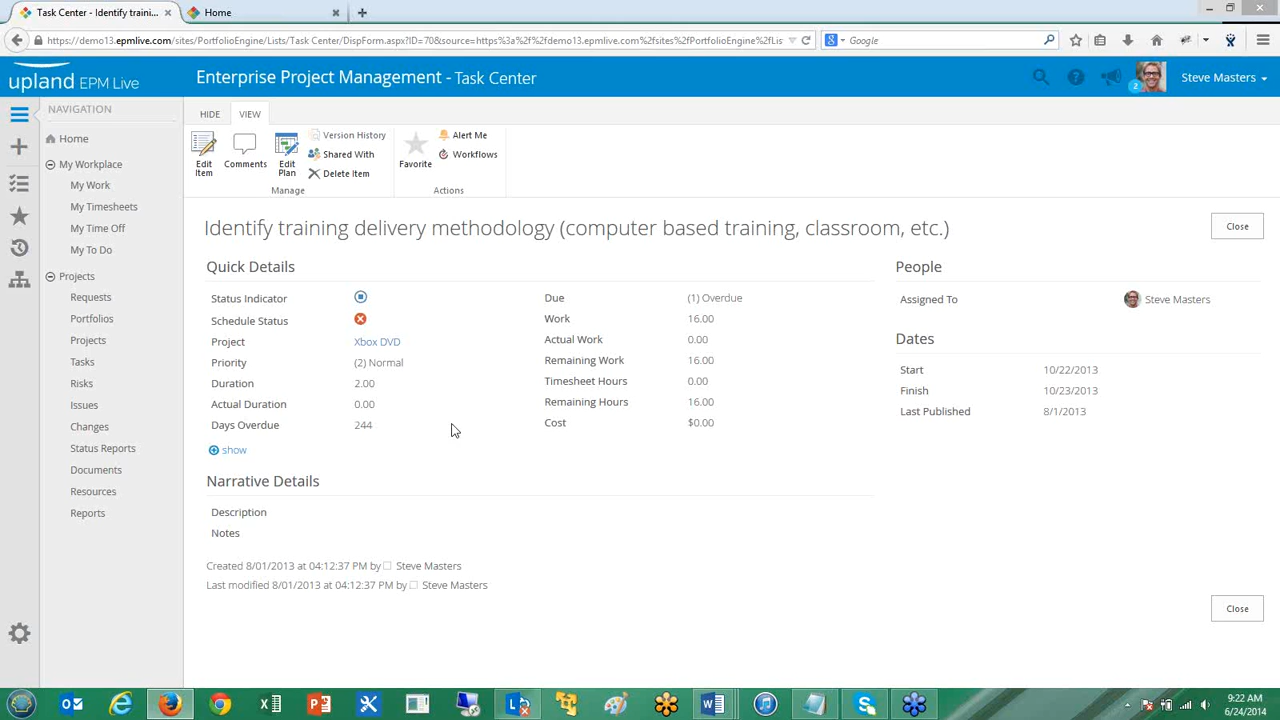 Task Center - Identify traini...
Home
https://demo13.epmlive.com/sites/PortfolioEngine/Lists/Task Center/DispForm.aspx?ID=70&source=https%3a%2f%2fdemo13.epmlive.com%2fsites%2fPortfolioEngine%2fLis
Google
upland EPM Live
Enterprise Project Management - Task Center
2
Steve Masters
NAVIGATION
Home
My Workplace
My Work
My Timesheets
My Time Off
My To Do
Projects
Requests
Portfolios
Projects
Tasks
Risks
Issues
Changes
Status Reports
Documents
Resources
Reports
HIDE
VIEW
Edit Item
Comments
Edit Plan
Version History
Shared With
Delete Item
Manage
Favorite
Alert Me
Workflows
Actions
Identify training delivery methodology (computer based training, classroom, etc.)
Close
Quick Details
Status Indicator
Schedule Status
Project Xbox DVD
Priority (2) Normal
Duration 2.00
Actual Duration 0.00
Days Overdue 244
show
Due (1) Overdue
Work 16.00
Actual Work 0.00
Remaining Work 16.00
Timesheet Hours 0.00
Remaining Hours 16.00
Cost $0.00
People
Assigned To Steve Masters
Dates
Start 10/22/2013
Finish 10/23/2013
Last Published 8/1/2013
Narrative Details
Description
Notes
Created 8/01/2013 at 04:12:37 PM by Steve Masters
Last modified 8/01/2013 at 04:12:37 PM by Steve Masters
Close
9:22 AM
6/24/2014